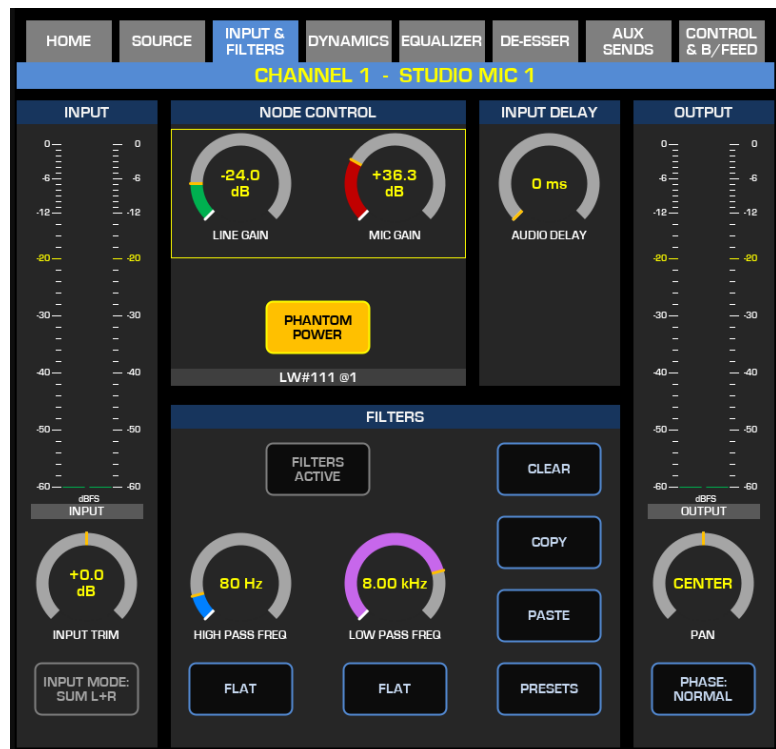 HOME
SOURCE
INPUT &
FILTERS
DYNAMICS
EQUALIZER
DE-ESSER
AUX
SENDS
CONTROL
& B/FEED
CHANNEL 1 - STUDIO MIC 1
INPUT
0 0
-6 -6
-12 -12
-20 -20
-30 -30
-40 -40
-50 -50
-60 -60
dBFS
INPUT
+0.0
dB
INPUT TRIM
INPUT MODE:
SUM L+R
NODE CONTROL
-24.0
dB
LINE GAIN
+36.3
dB
MIC GAIN
PHANTOM
POWER
LW#111 @1
INPUT DELAY
0 ms
AUDIO DELAY
FILTERS
FILTERS
ACTIVE
80 Hz
HIGH PASS FREQ
FLAT
8.00 kHz
LOW PASS FREQ
FLAT
CLEAR
COPY
PASTE
PRESETS
OUTPUT
0 0
-6 -6
-12 -12
-20 -20
-30 -30
-40 -40
-50 -50
-60 -60
dBFS
OUTPUT
CENTER
PAN
PHASE:
NORMAL